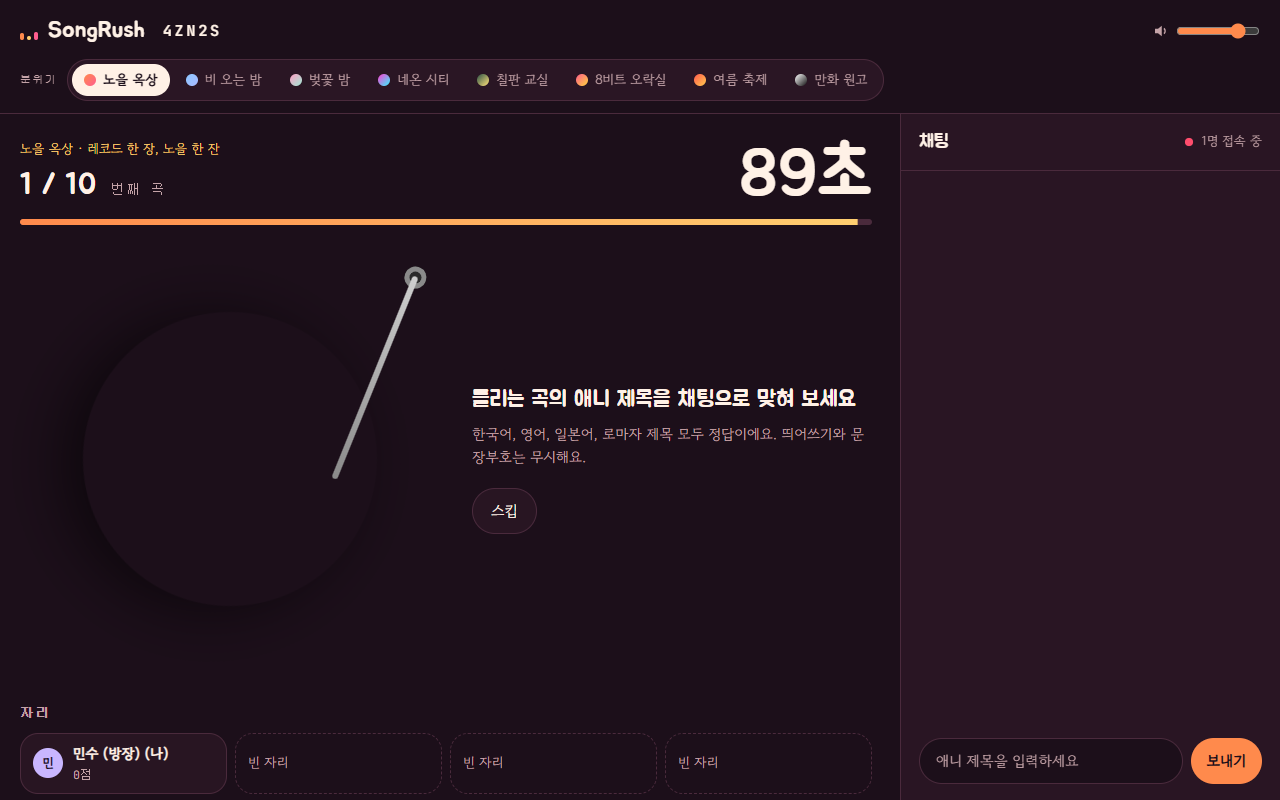 SongRush 4ZN2S
분위기 노을 옥상 비 오는 밤 벚꽃 밤 네온 시티 칠판 교실 8비트 오락실 여름 축제 만화 원고
노을 옥상 · 레코드 한 장, 노을 한 잔
1 / 10 번째 곡
89초
들리는 곡의 애니 제목을 채팅으로 맞혀 보세요
한국어, 영어, 일본어, 로마자 제목 모두 정답이에요. 띄어쓰기와 문
장부호는 무시해요.
스킵
자리
민 민수 (방장) (나)
0점
빈 자리
빈 자리
빈 자리
채팅
1명 접속 중
애니 제목을 입력하세요
보내기